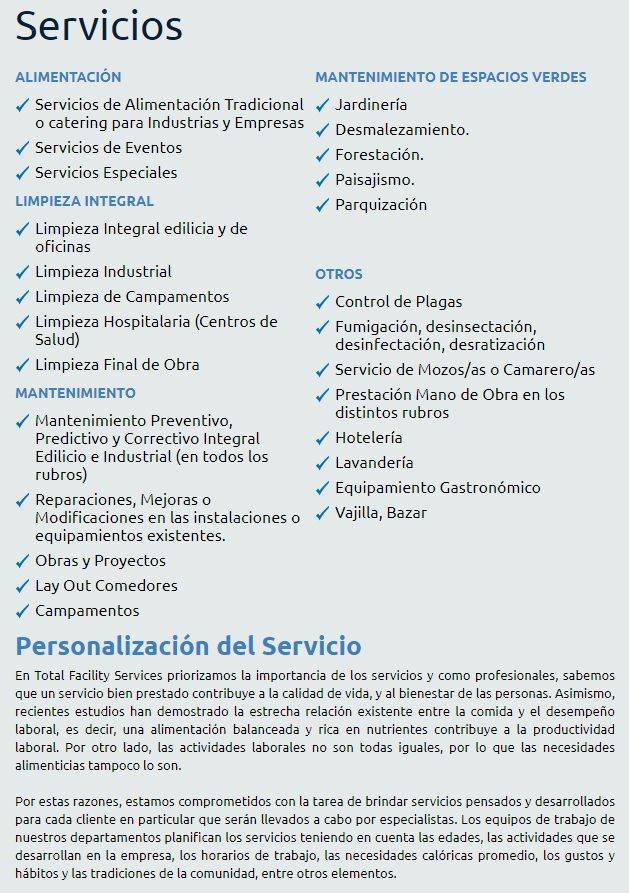 Servicios
ALIMENTACIÓN
Servicios de Alimentación Tradicional
o catering para Industrias y Empresas
Servicios de Eventos
Servicios Especiales
LIMPIEZA INTEGRAL
Limpieza Integral edilicia y de
oficinas
Limpieza Industrial
Limpieza de Campamentos
Limpieza Hospitalaria (Centros de
Salud)
Limpieza Final de Obra
MANTENIMIENTO
Mantenimiento Preventivo,
Predictivo y Correctivo Integral
Edilicio e Industrial (en todos los
rubros)
Reparaciones, Mejoras o
Modificaciones en las instalaciones o
equipamientos existentes.
Obras y Proyectos
Lay Out Comedores
Campamentos
MANTENIMIENTO DE ESPACIOS VERDES
Jardinería
Desmalezamiento.
Forestación.
Paisajismo.
Parquización
OTROS
Control de Plagas
Fumigación, desinsectación,
desinfectación, desratización
Servicio de Mozos/as o Camarero/as
Prestación Mano de Obra en los
distintos rubros
Hotelería
Lavandería
Equipamiento Gastronómico
Vajilla, Bazar
Personalización del Servicio
En Total Facility Services priorizamos la importancia de los servicios y como profesionales, sabemos
que un servicio bien prestado contribuye a la calidad de vida, y al bienestar de las personas. Asimismo,
recientes estudios han demostrado la estrecha relación existente entre la comida y el desempeño
laboral, es decir, una alimentación balanceada y rica en nutrientes contribuye a la productividad
laboral. Por otro lado, las actividades laborales no son todas iguales, por lo que las necesidades
alimenticias tampoco lo son.
Por estas razones, estamos comprometidos con la tarea de brindar servicios pensados y desarrollados
para cada cliente en particular que serán llevados a cabo por especialistas. Los equipos de trabajo de
nuestros departamentos planifican los servicios teniendo en cuenta las edades, las actividades que se
desarrollan en la empresa, los horarios de trabajo, las necesidades calóricas promedio, los gustos y
hábitos y las tradiciones de la comunidad, entre otros elementos.